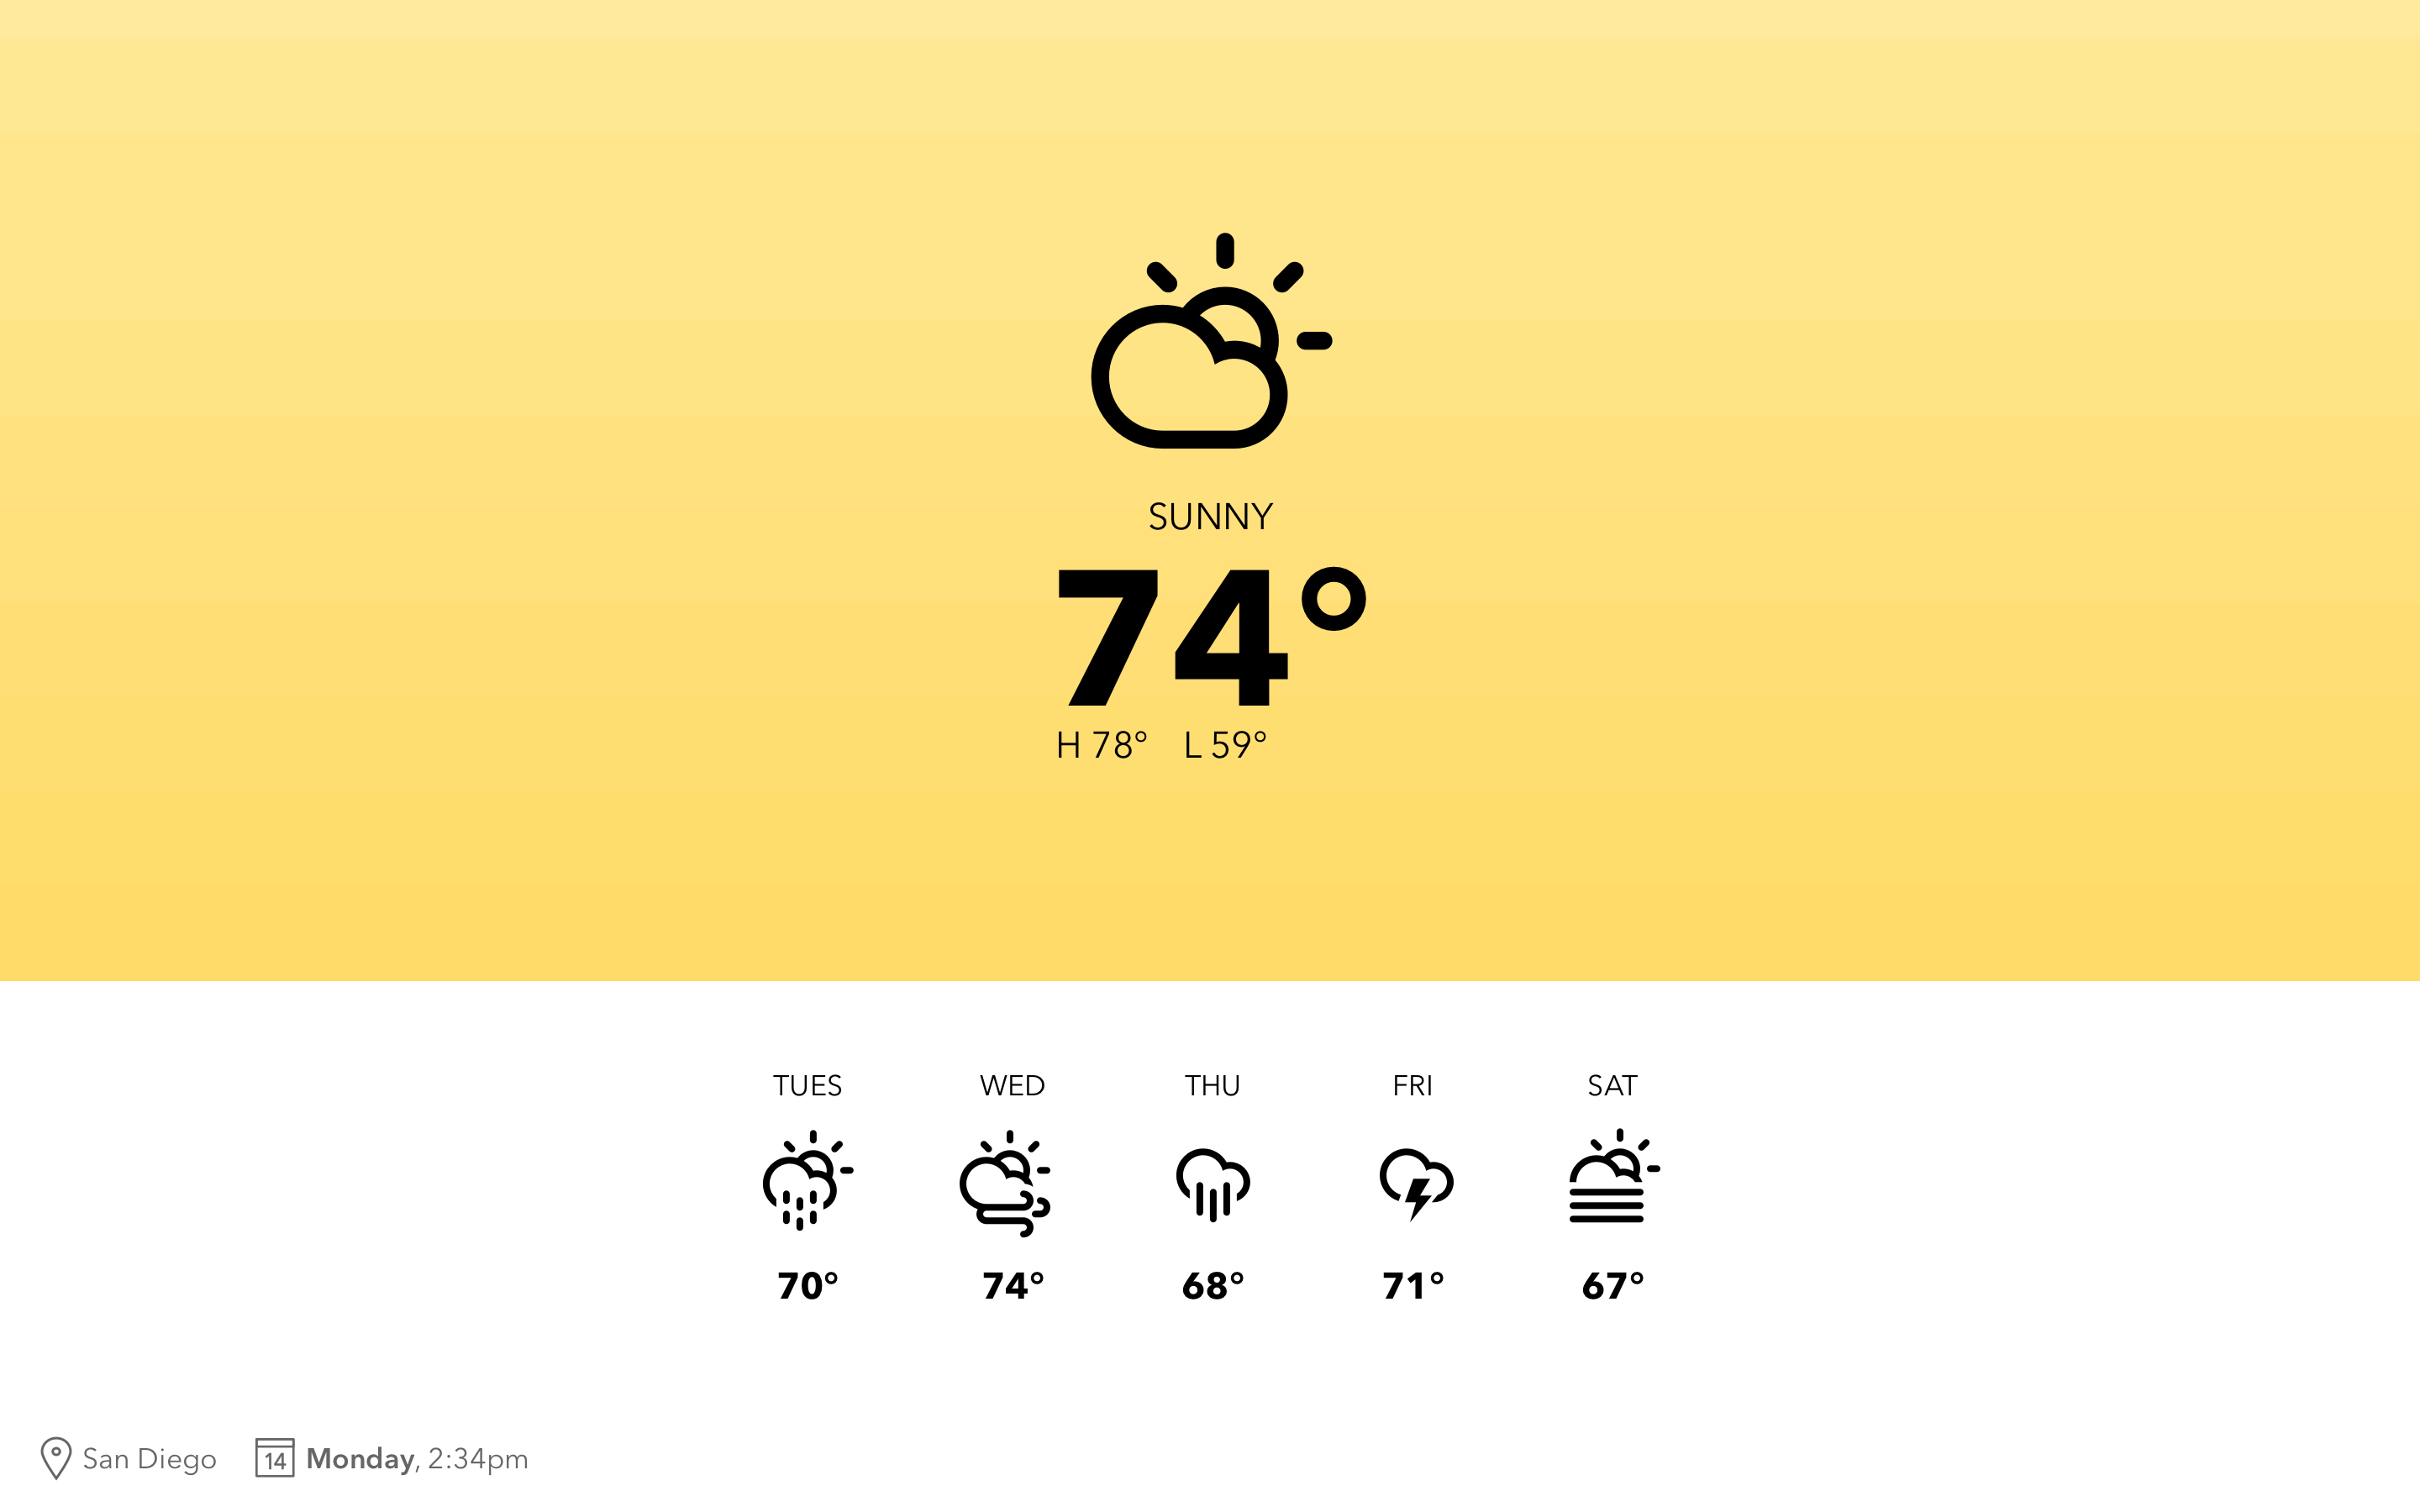 SUNNY
74°
H 78° L 59°
TUES WED THU FRI SAT
70° 74° 68° 71° 67°
San Diego 14 Monday, 2:34pm